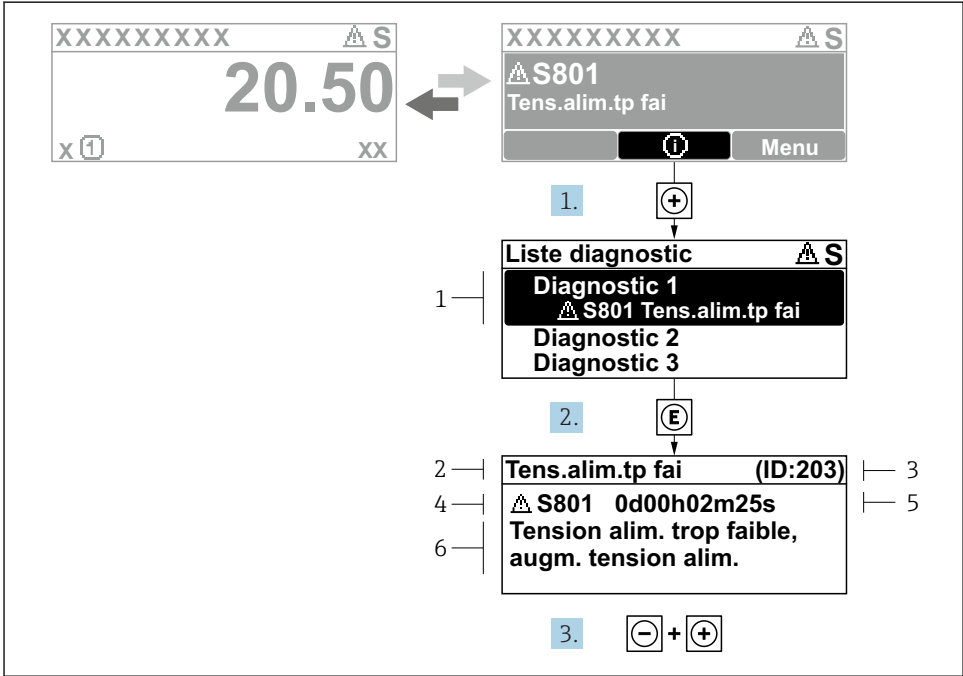 XXXXXXXXX ⚠ S
20.50
x ① XX
XXXXXXXXX ⚠ S
⚠ S801
Tens.alim.tp fai
ⓘ Menu
1. +
Liste diagnostic ⚠ S
1
Diagnostic 1
⚠ S801 Tens.alim.tp fai
Diagnostic 2
Diagnostic 3
2. E
2 Tens.alim.tp fai (ID:203) 3
4 ⚠ S801 0d00h02m25s 5
6
Tension alim. trop faible,
augm. tension alim.
3. - + +